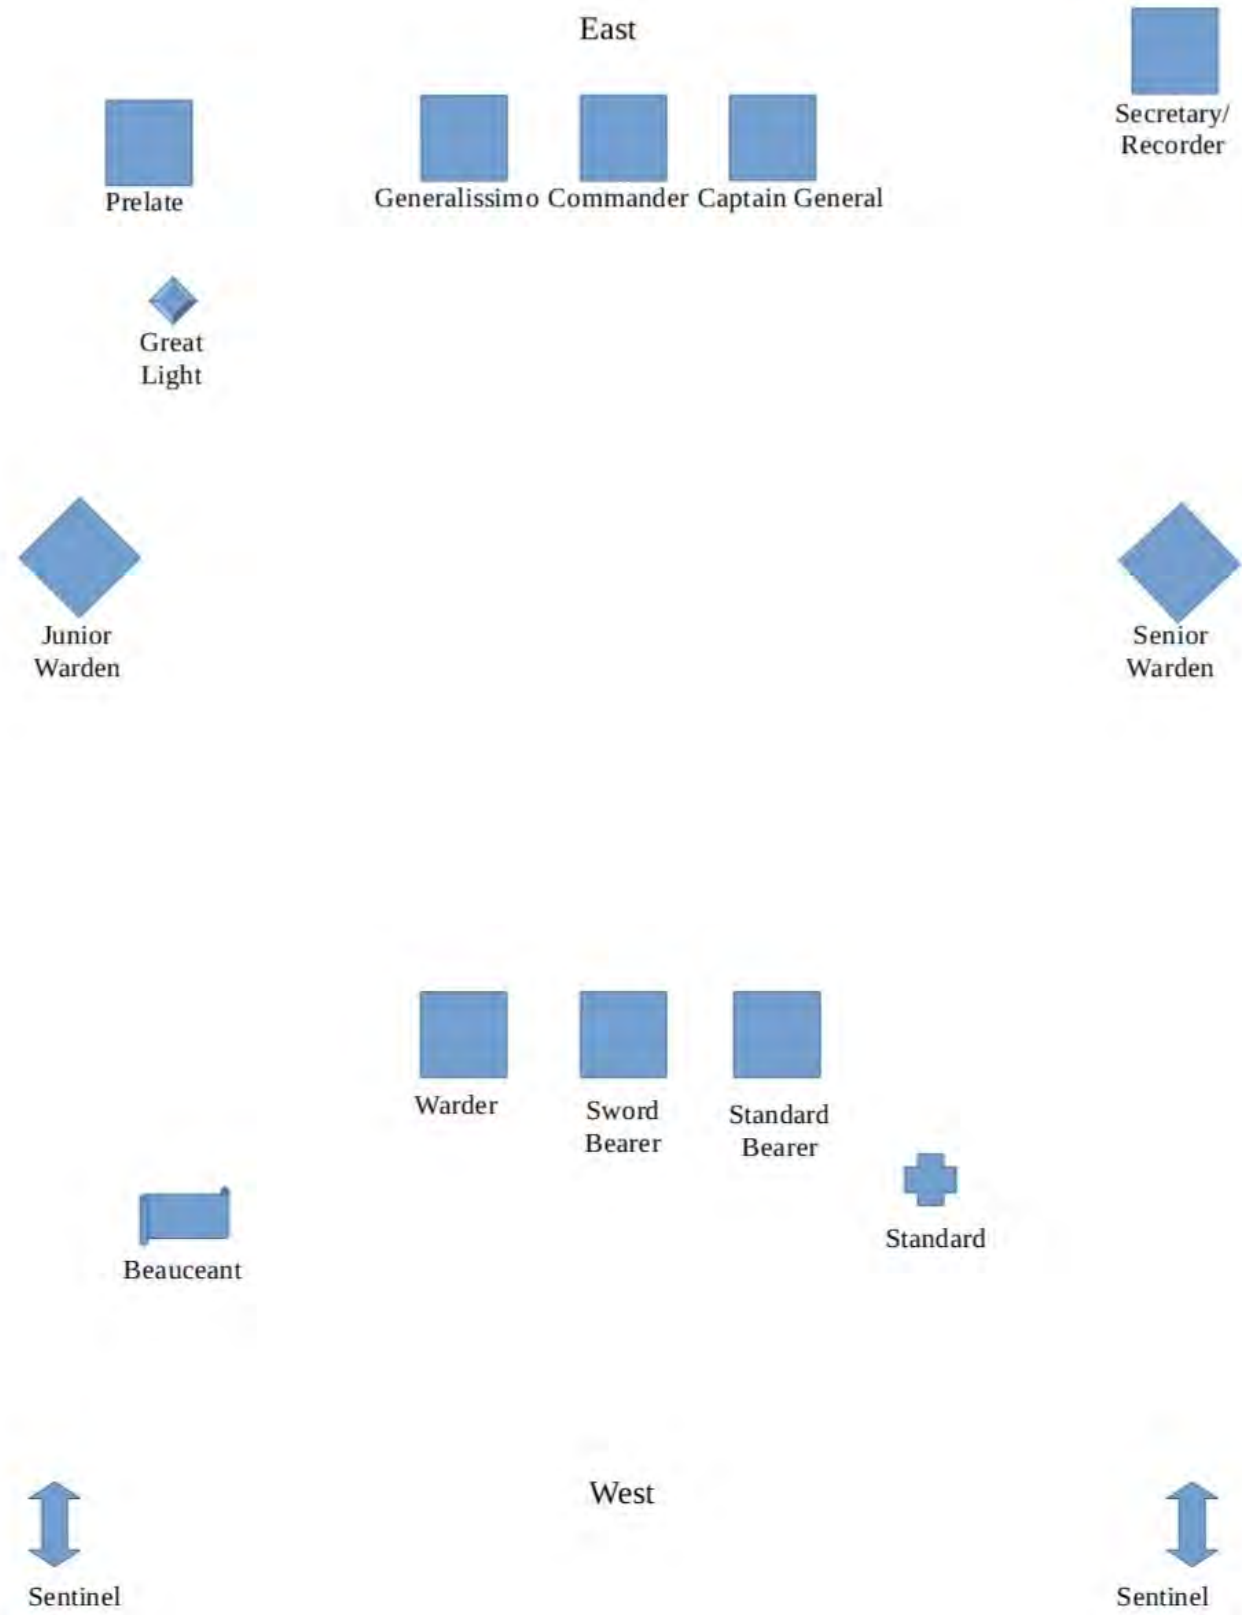 East
Secretary/
Recorder
Prelate
Generalissimo Commander Captain General
Great
Light
Junior
Warden
Senior
Warden
Warder
Sword
Bearer
Standard
Bearer
Standard
Beauceant
West
Sentinel
Sentinel